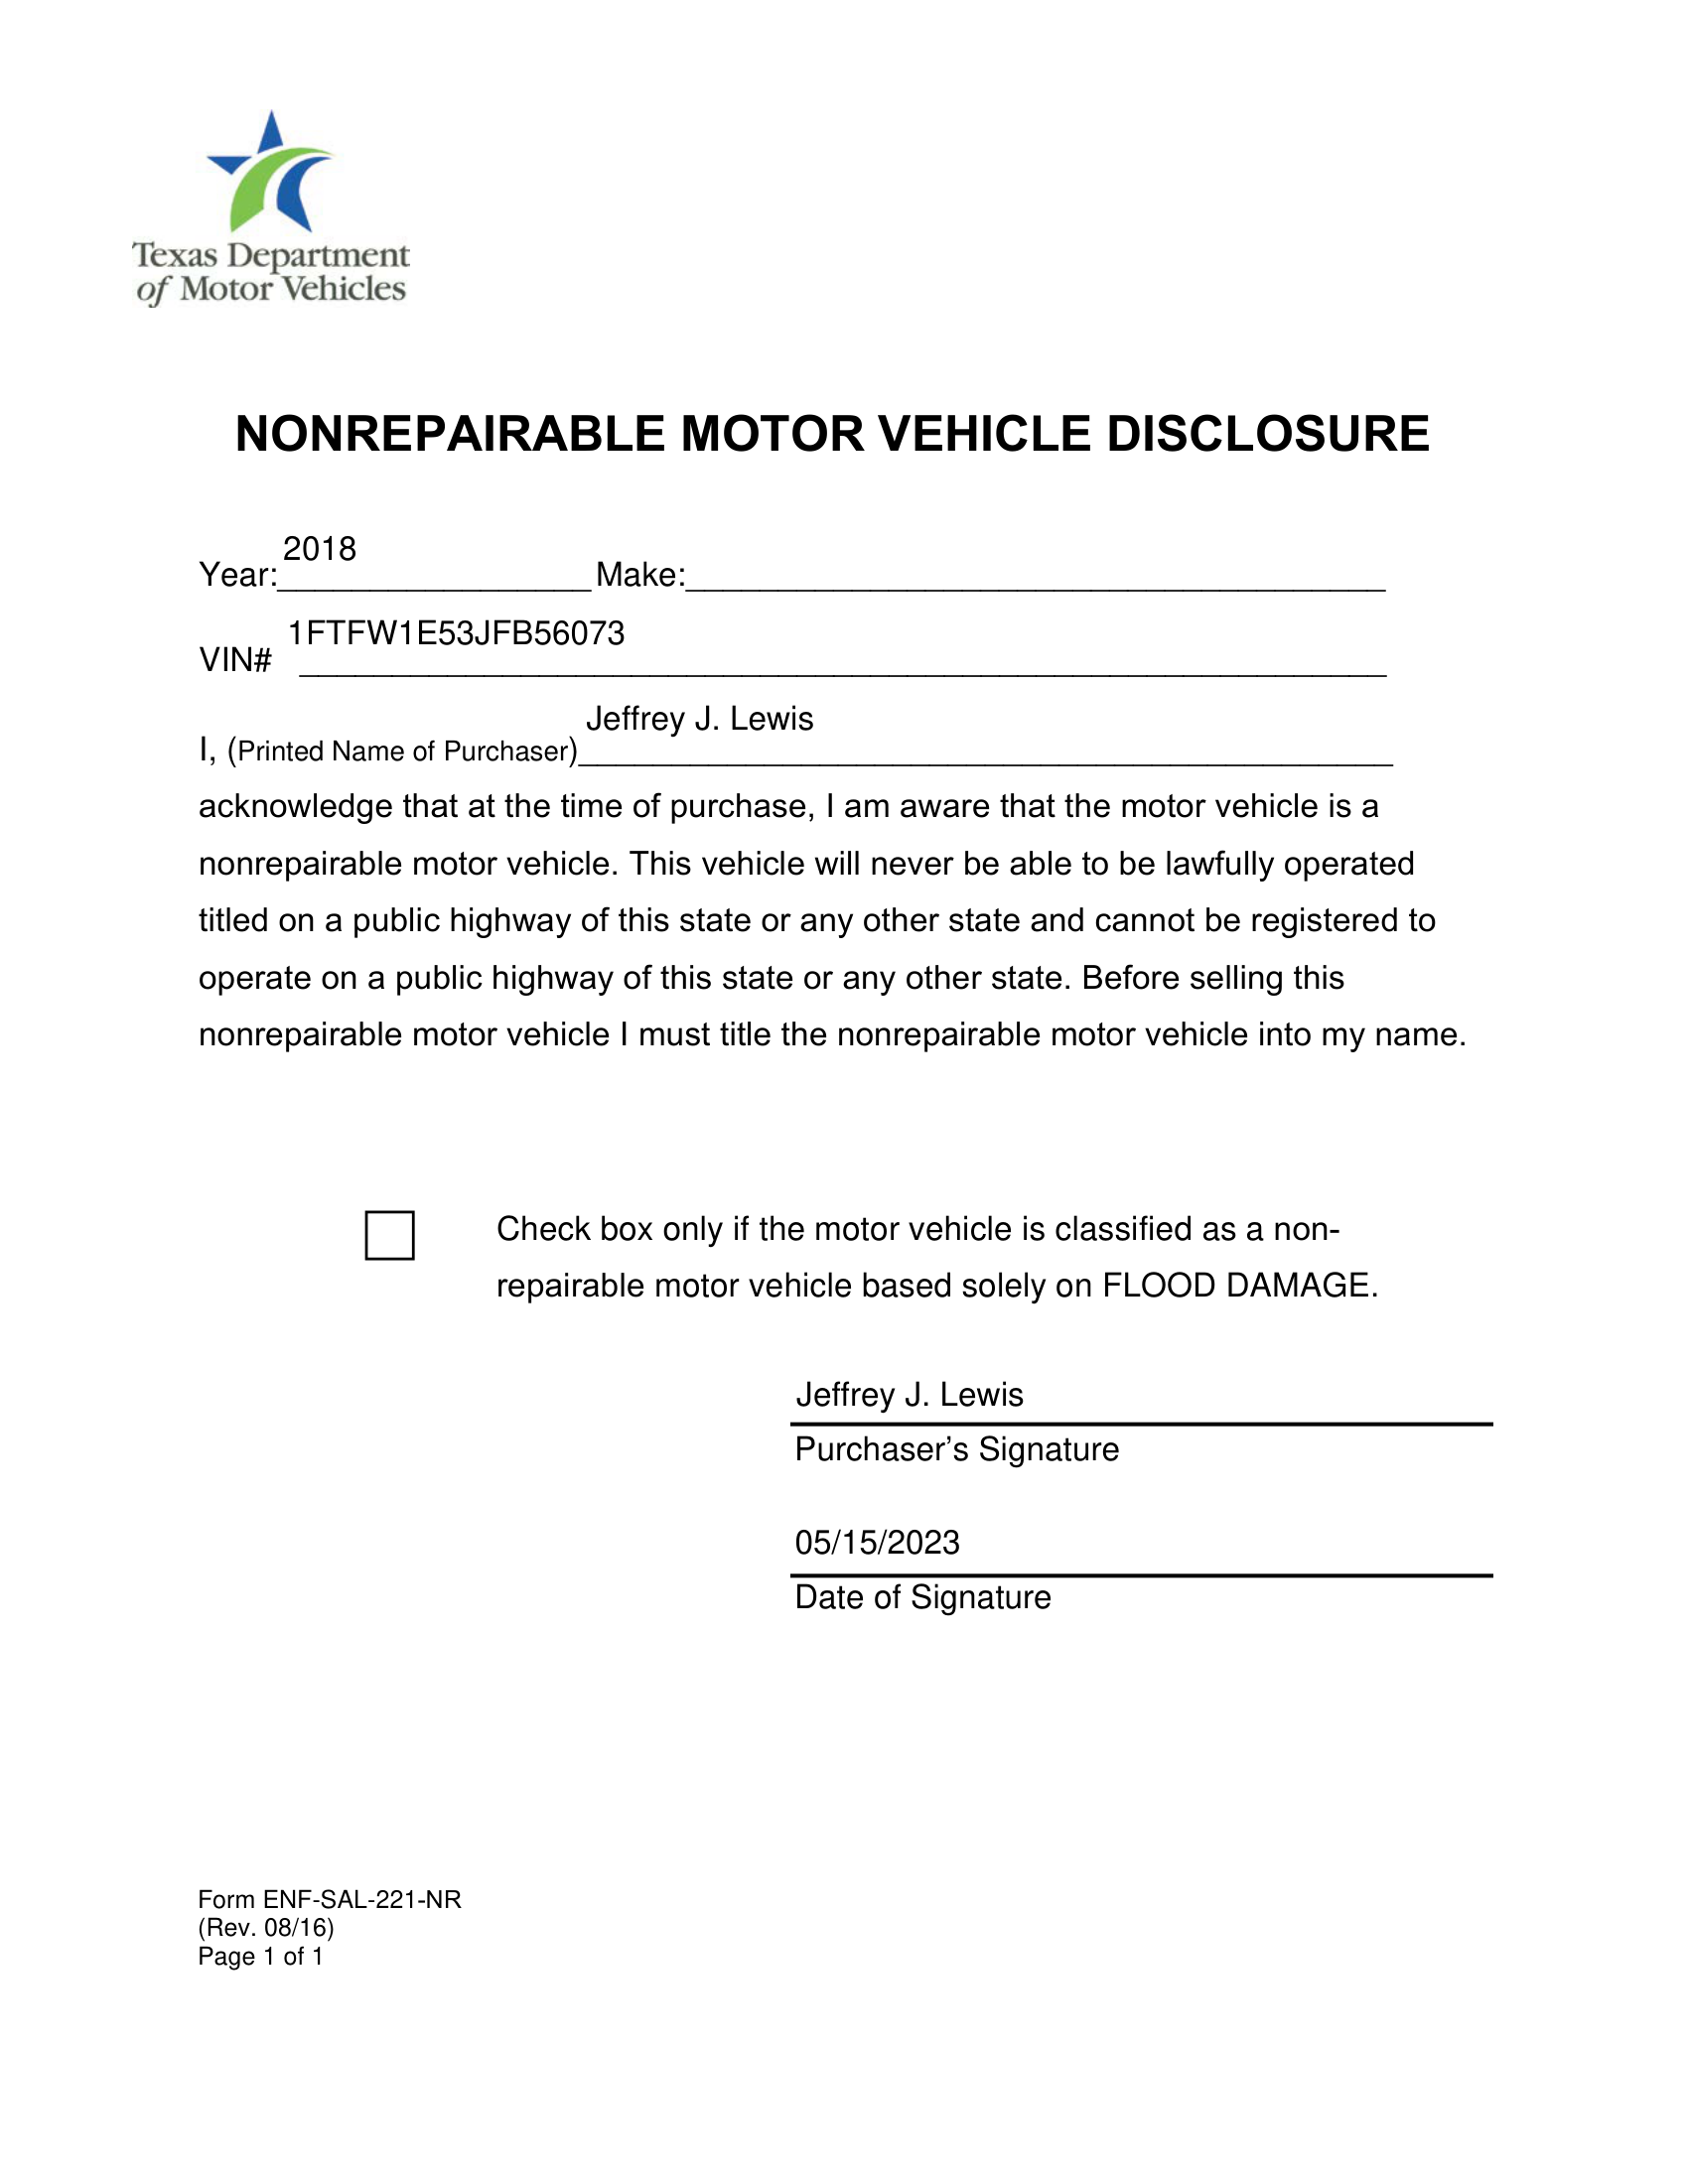 Texas Department
of Motor Vehicles
NONREPAIRABLE MOTOR VEHICLE DISCLOSURE
Year: 2018 Make:
VIN# 1FTFW1E53JFB56073
I, (Printed Name of Purchaser) Jeffrey J. Lewis
acknowledge that at the time of purchase, I am aware that the motor vehicle is a
nonrepairable motor vehicle. This vehicle will never be able to be lawfully operated
titled on a public highway of this state or any other state and cannot be registered to
operate on a public highway of this state or any other state. Before selling this
nonrepairable motor vehicle I must title the nonrepairable motor vehicle into my name.
Check box only if the motor vehicle is classified as a non-
repairable motor vehicle based solely on FLOOD DAMAGE.
Jeffrey J. Lewis
Purchaser’s Signature
05/15/2023
Date of Signature
Form ENF-SAL-221-NR
(Rev. 08/16)
Page 1 of 1